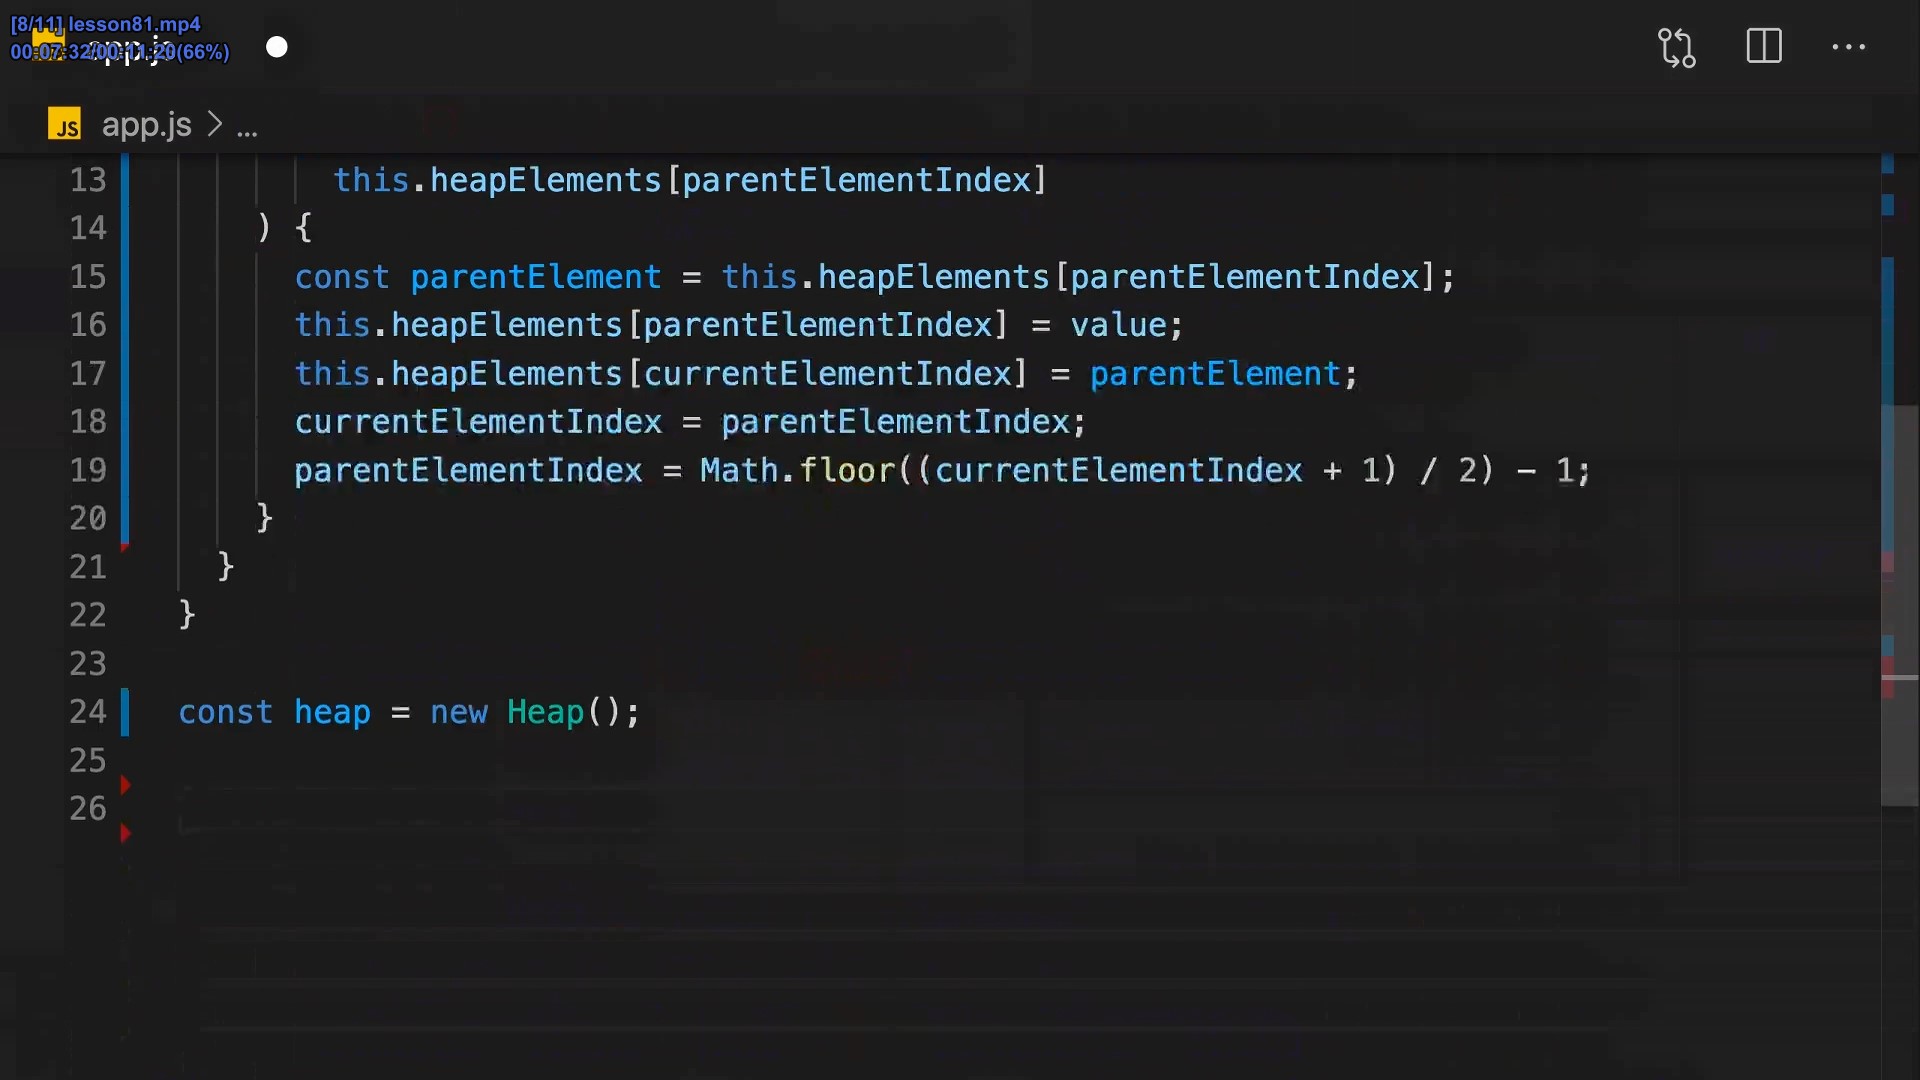 [8/11] lesson81.mp4
00:07:32/00:11:20(66%)
app.js
JS app.js > ...
13 this.heapElements[parentElementIndex]
14 ) {
15 const parentElement = this.heapElements[parentElementIndex];
16 this.heapElements[parentElementIndex] = value;
17 this.heapElements[currentElementIndex] = parentElement;
18 currentElementIndex = parentElementIndex;
19 parentElementIndex = Math.floor((currentElementIndex + 1) / 2) - 1;
20 }
21 }
22 }
23
24 const heap = new Heap();
25
26